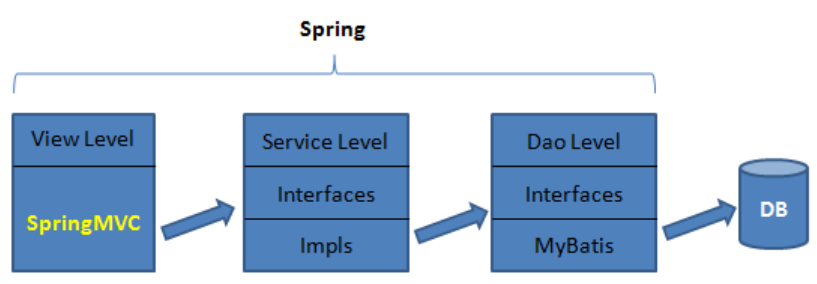 Spring
View Level
SpringMVC
Service Level
Interfaces
Impls
Dao Level
Interfaces
MyBatis
DB